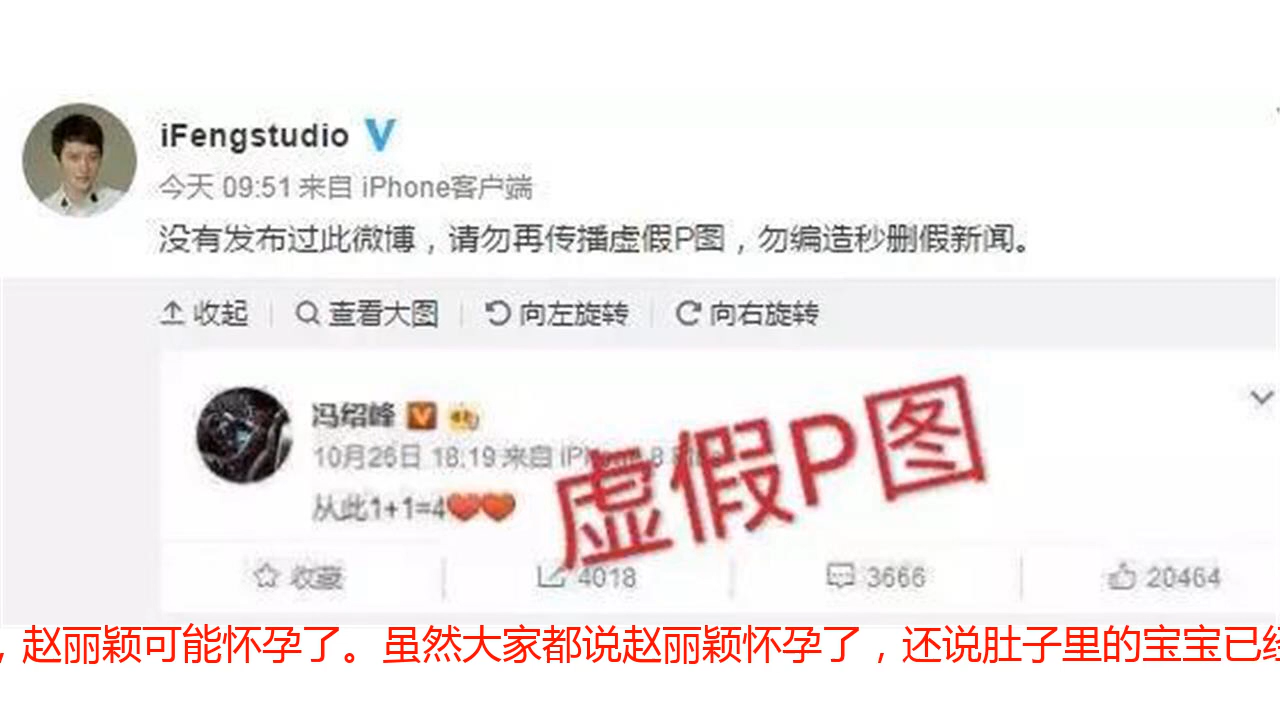 iFengstudio
今天 09:51 来自 iPhone客户端
没有发布过此微博，请勿再传播虚假P图，勿编造秒删假新闻。
收起 查看大图 向左旋转 向右旋转
冯绍峰
10月26日 18:19 来自 iPhone 8
从此1+1=4
虚假P图
收藏 4018 3666 20464
，赵丽颖可能怀孕了。虽然大家都说赵丽颖怀孕了，还说肚子里的宝宝已经